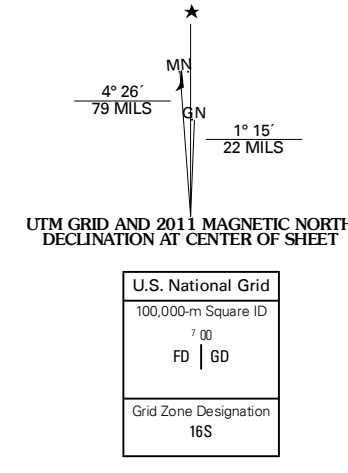 ★
MN
4° 26´
79 MILS
GN
1° 15´
22 MILS
UTM GRID AND 2011 MAGNETIC NORTH
DECLINATION AT CENTER OF SHEET
U.S. National Grid
100,000-m Square ID
7 00
FD GD
Grid Zone Designation
16S